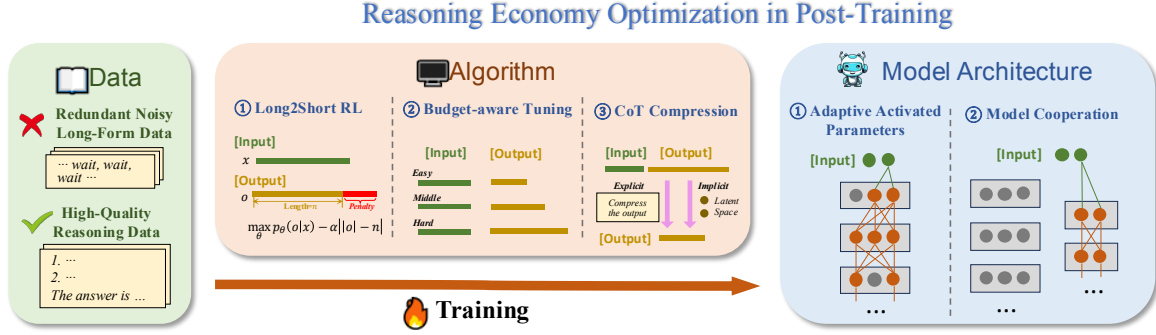 Reasoning Economy Optimization in Post-Training
Data
Redundant Noisy
Long-Form Data
··· wait, wait,
wait ···
High-Quality
Reasoning Data
1. ···
2. ···
The answer is ...
Algorithm
① Long2Short RL
[Input]
x
[Output]
o
Length=n
Penalty
max_θ p_θ(o|x) − α||o| − n|
② Budget-aware Tuning
[Input] [Output]
Easy
Middle
Hard
③ CoT Compression
[Input] [Output]
Explicit
Compress
the output
Implicit
Latent
Space
[Output]
Training
Model Architecture
① Adaptive Activated
Parameters
[Input]
...
② Model Cooperation
[Input]
...
...